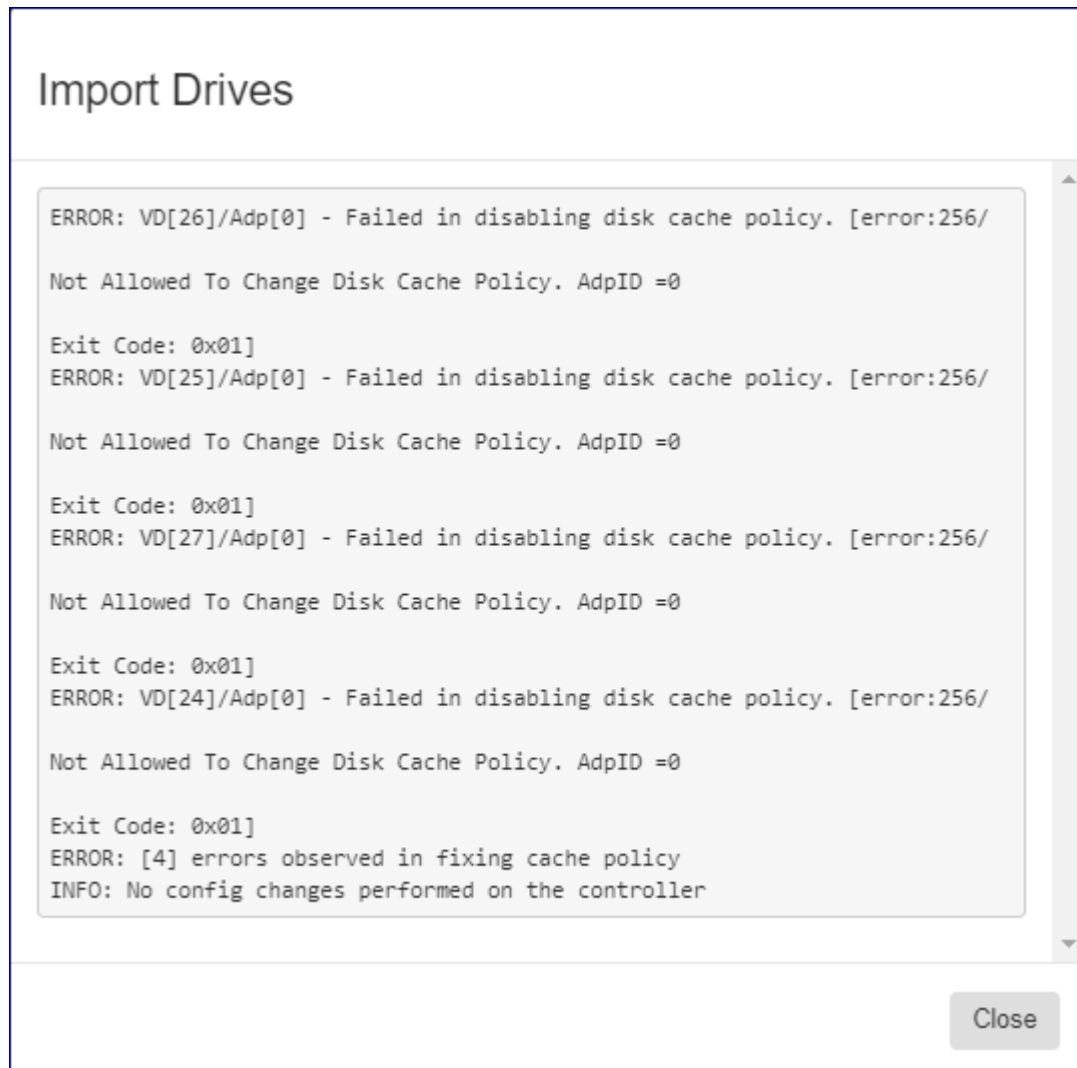 Import Drives
ERROR: VD[26]/Adp[0] - Failed in disabling disk cache policy. [error:256/
Not Allowed To Change Disk Cache Policy. AdpID =0
Exit Code: 0x01]
ERROR: VD[25]/Adp[0] - Failed in disabling disk cache policy. [error:256/
Not Allowed To Change Disk Cache Policy. AdpID =0
Exit Code: 0x01]
ERROR: VD[27]/Adp[0] - Failed in disabling disk cache policy. [error:256/
Not Allowed To Change Disk Cache Policy. AdpID =0
Exit Code: 0x01]
ERROR: VD[24]/Adp[0] - Failed in disabling disk cache policy. [error:256/
Not Allowed To Change Disk Cache Policy. AdpID =0
Exit Code: 0x01]
ERROR: [4] errors observed in fixing cache policy
INFO: No config changes performed on the controller
Close